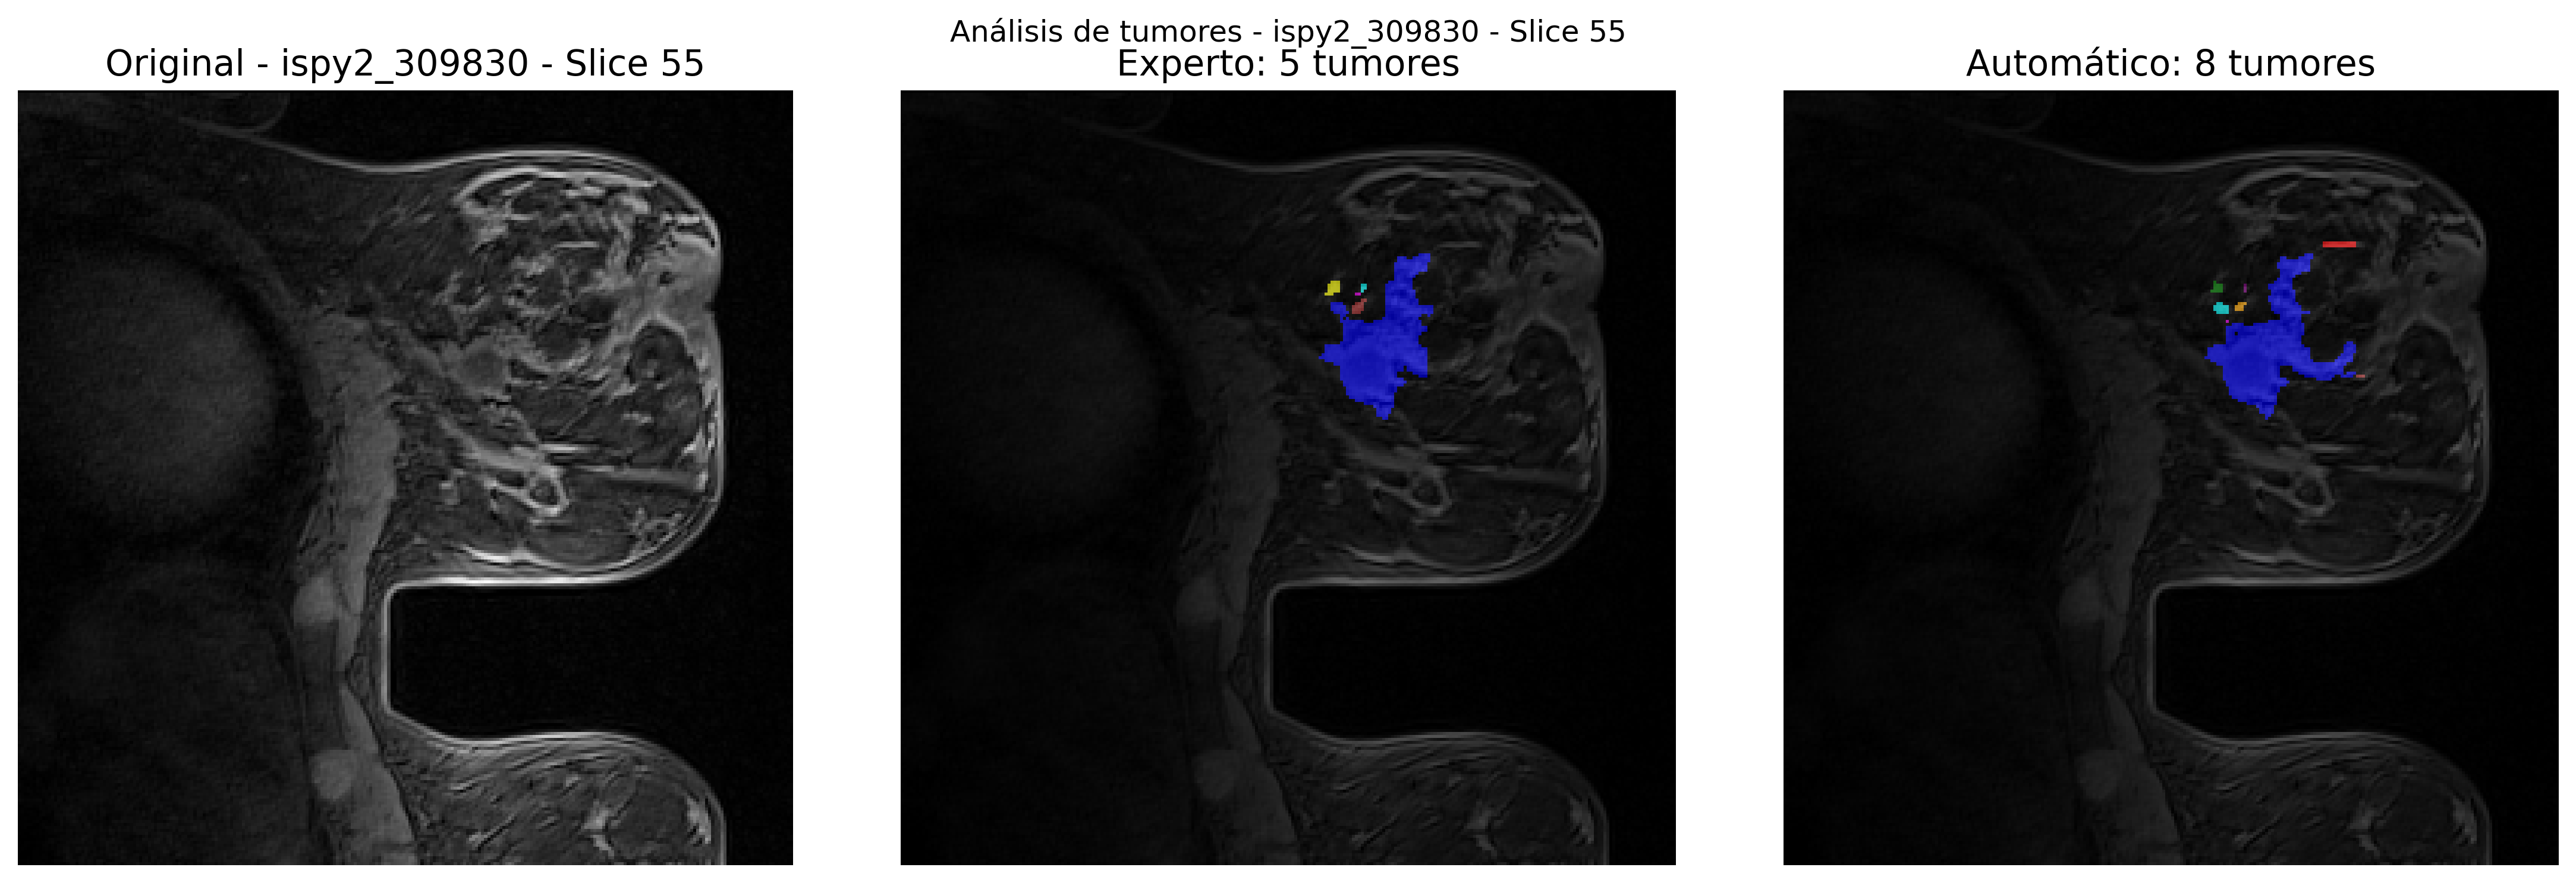 Análisis de tumores - ispy2_309830 - Slice 55
Original - ispy2_309830 - Slice 55
Experto: 5 tumores
Automático: 8 tumores